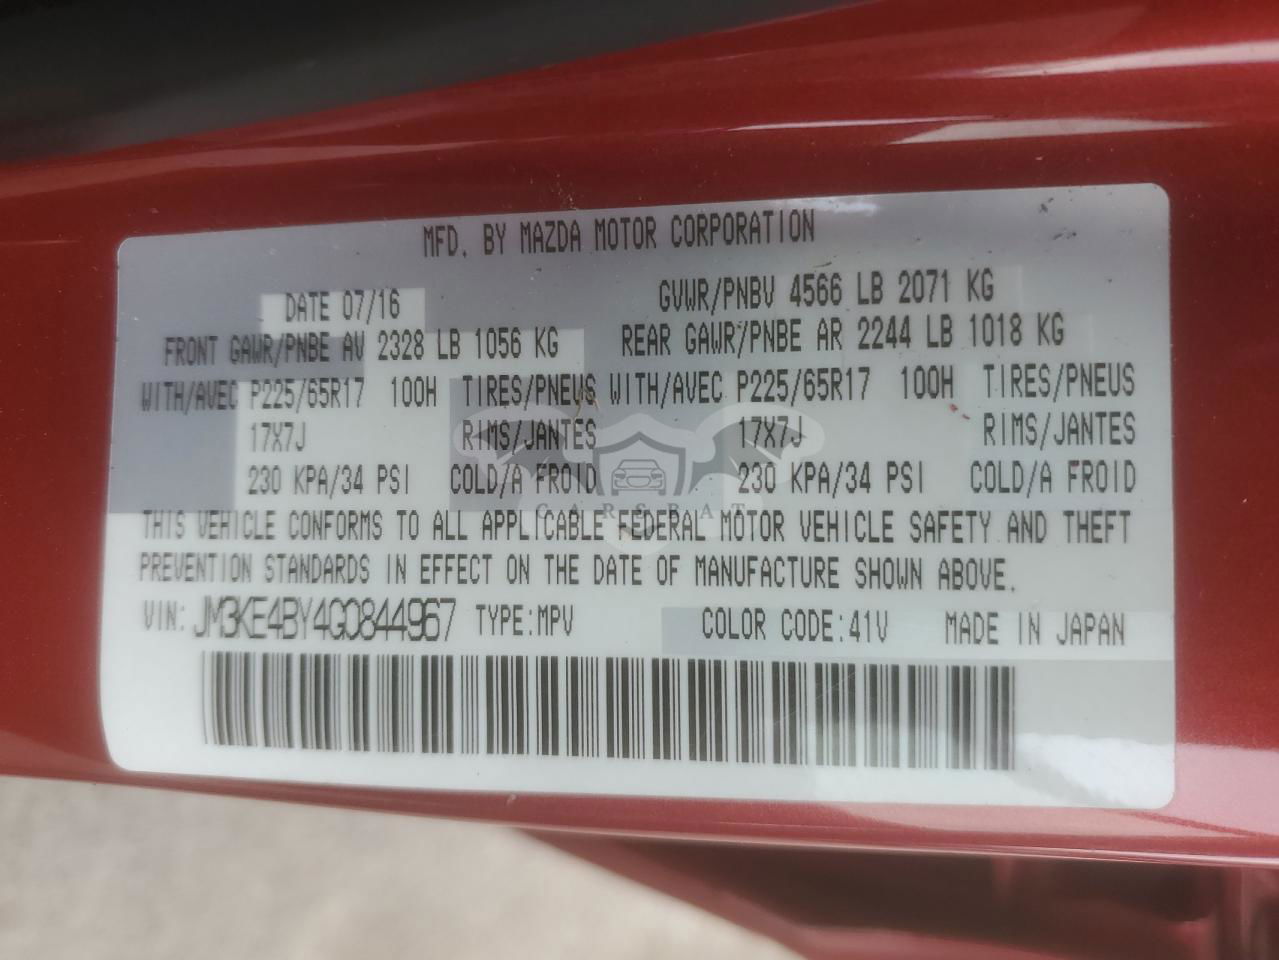 MFD. BY MAZDA MOTOR CORPORATION
DATE 07/16 GVWR/PNBV 4566 LB 2071 KG
FRONT GAWR/PNBE AV 2328 LB 1056 KG REAR GAWR/PNBE AR 2244 LB 1018 KG
WITH/AVEC P225/65R17 100H TIRES/PNEUS WITH/AVEC P225/65R17 100H TIRES/PNEUS
17X7J RIMS/JANTES 17X7J RIMS/JANTES
230 KPA/34 PSI COLD/A FROID 230 KPA/34 PSI COLD/A FROID
CARSBAT
THIS VEHICLE CONFORMS TO ALL APPLICABLE FEDERAL MOTOR VEHICLE SAFETY AND THEFT
PREVENTION STANDARDS IN EFFECT ON THE DATE OF MANUFACTURE SHOWN ABOVE.
VIN: JM3KE4BY4G0844967 TYPE:MPV COLOR CODE:41V MADE IN JAPAN